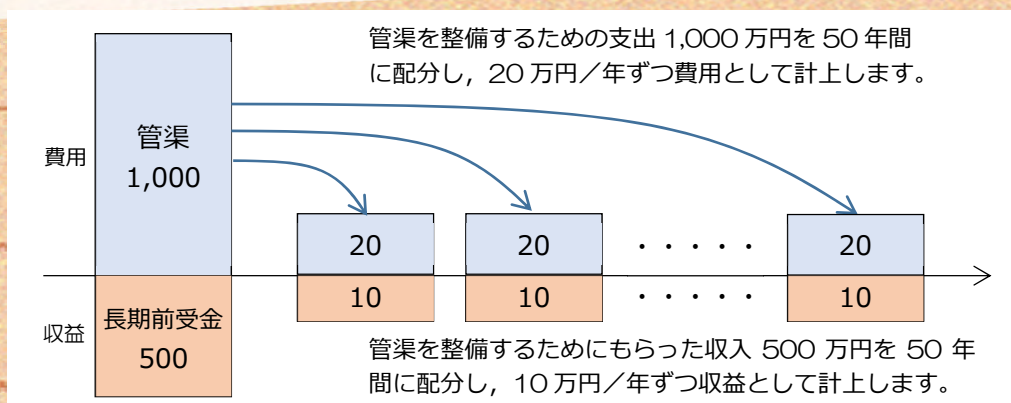 管渠を整備するための支出 1,000 万円を 50 年間
に配分し，20 万円／年ずつ費用として計上します。
管渠
1,000
費用
20
20
・・・・・
20
10
10
・・・・・
10
収益
長期前受金
500
管渠を整備するためにもらった収入 500 万円を 50 年
間に配分し，10 万円／年ずつ収益として計上します。